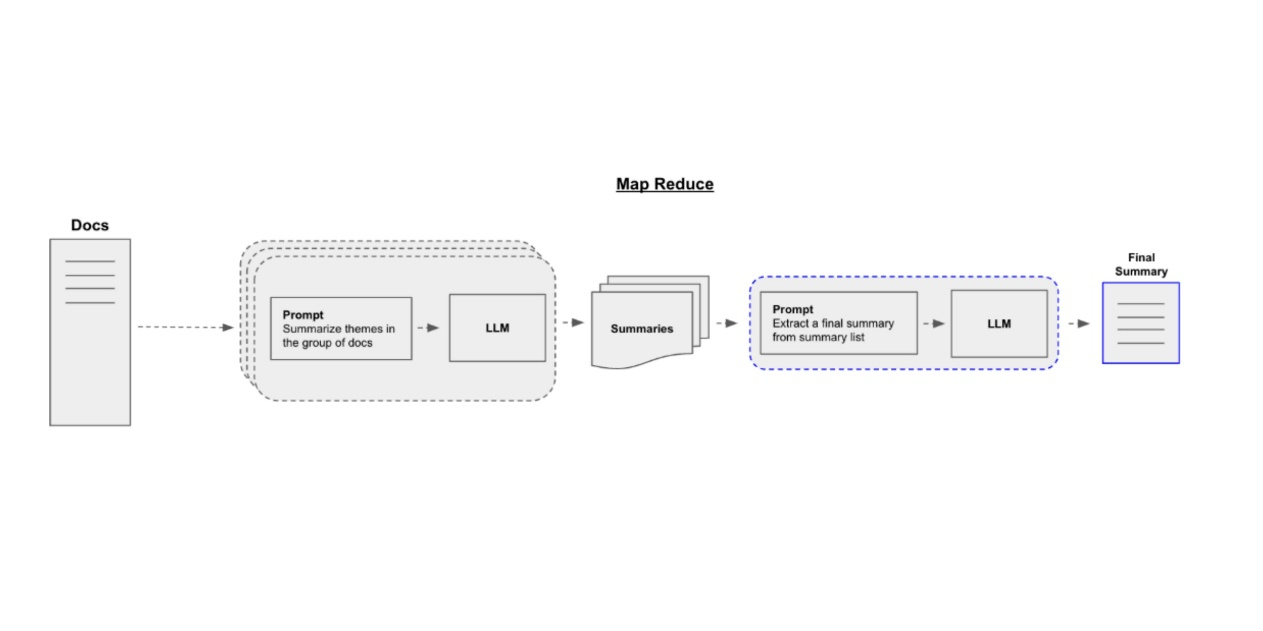 Map Reduce
Docs
Prompt
Summarize themes in
the group of docs
LLM
Summaries
Prompt
Extract a final summary
from summary list
LLM
Final
Summary